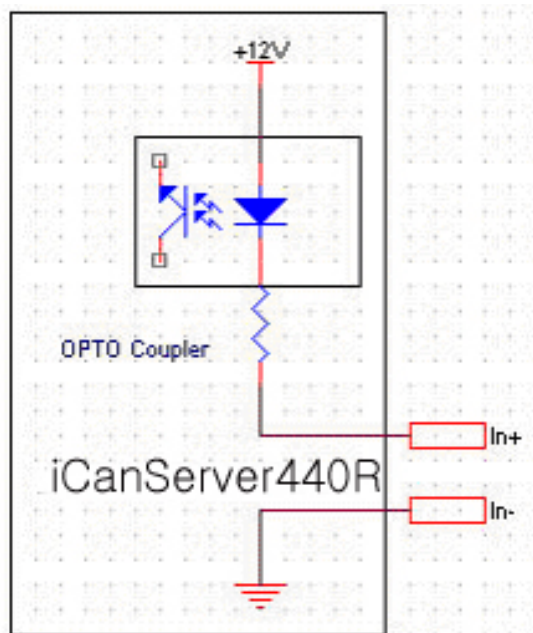 +12V
OPTO Coupler
In+
iCanServer440R
In-